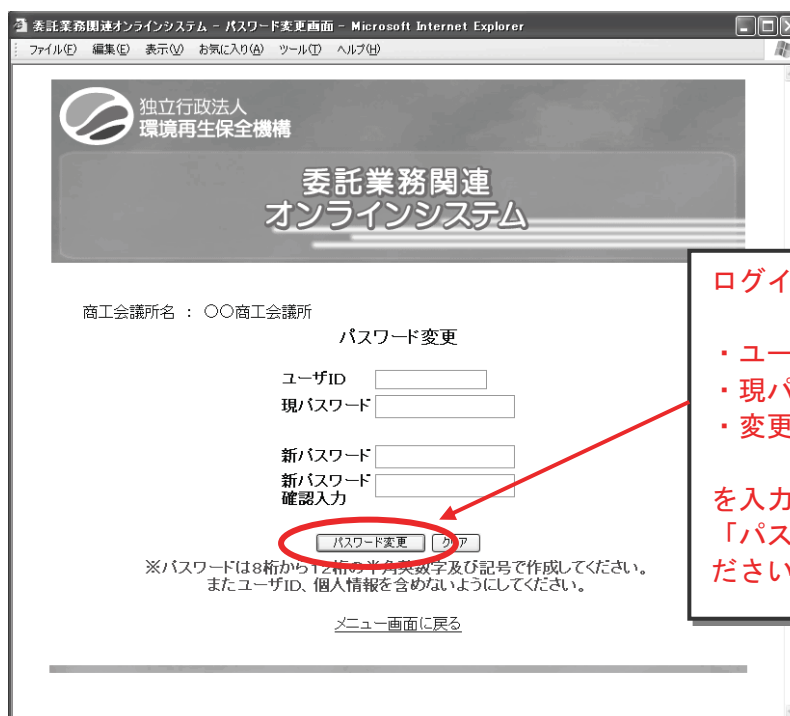 委託業務関連オンラインシステム - パスワード変更画面 - Microsoft Internet Explorer
ファイル(F) 編集(E) 表示(V) お気に入り(A) ツール(T) ヘルプ(H)
独立行政法人
環境再生保全機構
委託業務関連
オンラインシステム
商工会議所名 : 〇〇商工会議所
パスワード変更
ユーザID
現パスワード
新パスワード
新パスワード
確認入力
パスワード変更 クリア
※パスワードは8桁から12桁の半角英数字及び記号で作成してください。
またユーザID、個人情報を含めないようにしてください。
メニュー画面に戻る
ログイ
・ユー
・現パ
・変更
を入力
「パス
ださい